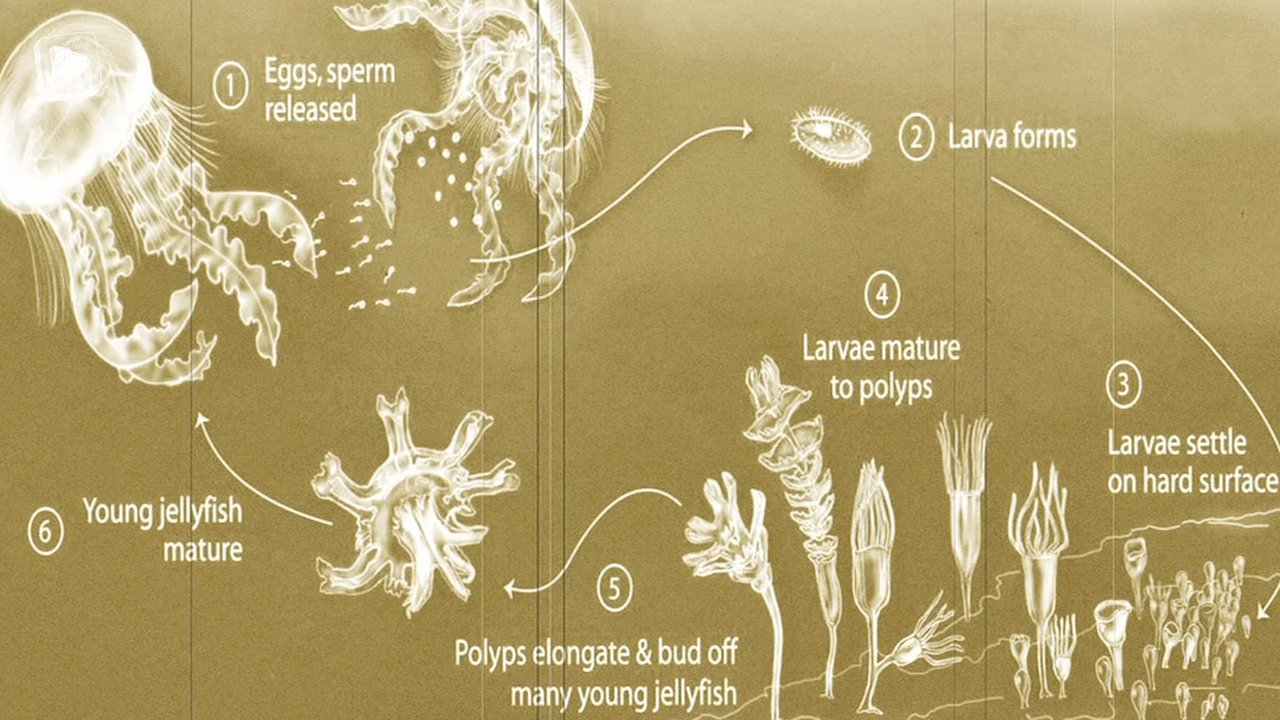 1 Eggs, sperm
released
2 Larva forms
3
Larvae settle
on hard surface
4
Larvae mature
to polyps
5
Polyps elongate & bud off
many young jellyfish
6 Young jellyfish
mature